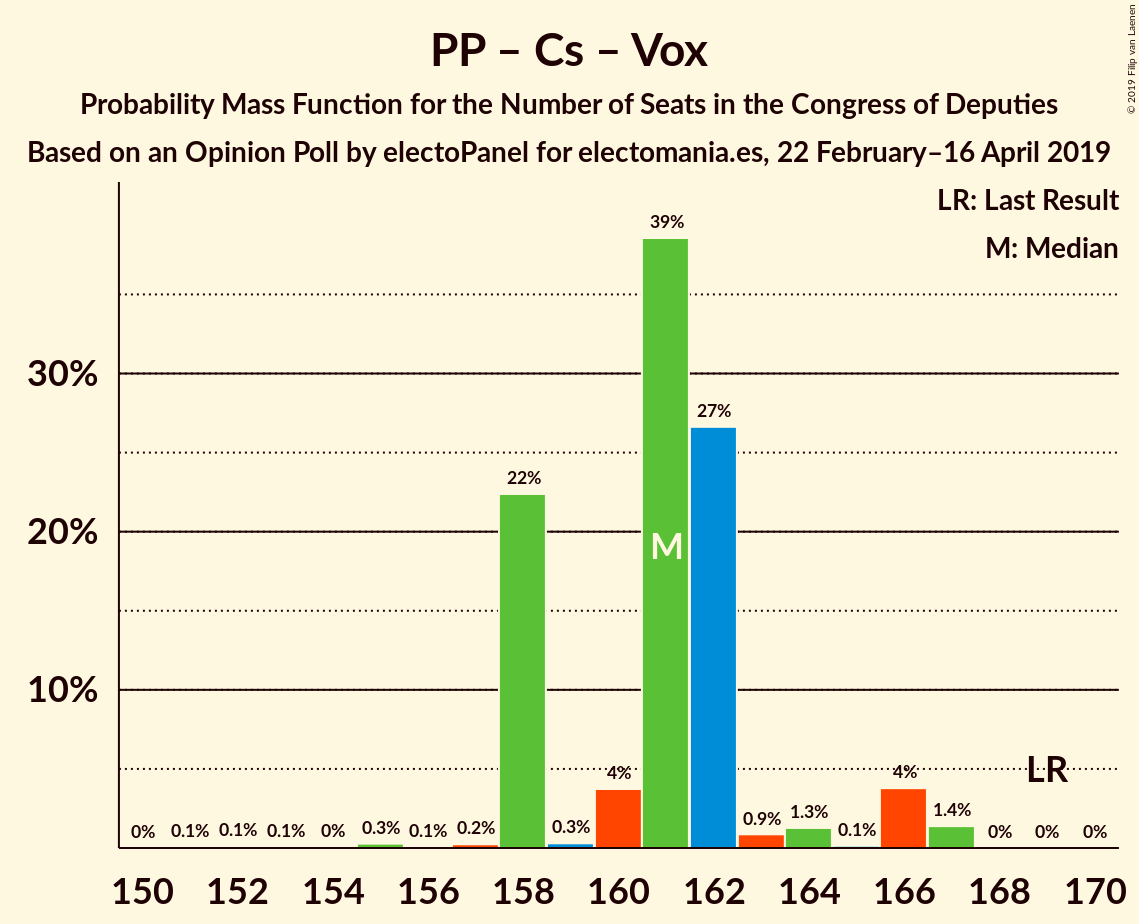 PP – Cs – Vox
Probability Mass Function for the Number of Seats in the Congress of Deputies
Based on an Opinion Poll by electoPanel for electomania.es, 22 February–16 April 2019
© 2019 Filip van Laenen
LR: Last Result
M: Median
39%
30%
27%
22%
20%
M
10%
LR
0% 0.1% 0.1% 0.1% 0% 0.3% 0.1% 0.2% 0.3% 4% 0.9% 1.3% 0.1% 4% 1.4% 0% 0% 0%
150 152 154 156 158 160 162 164 166 168 170